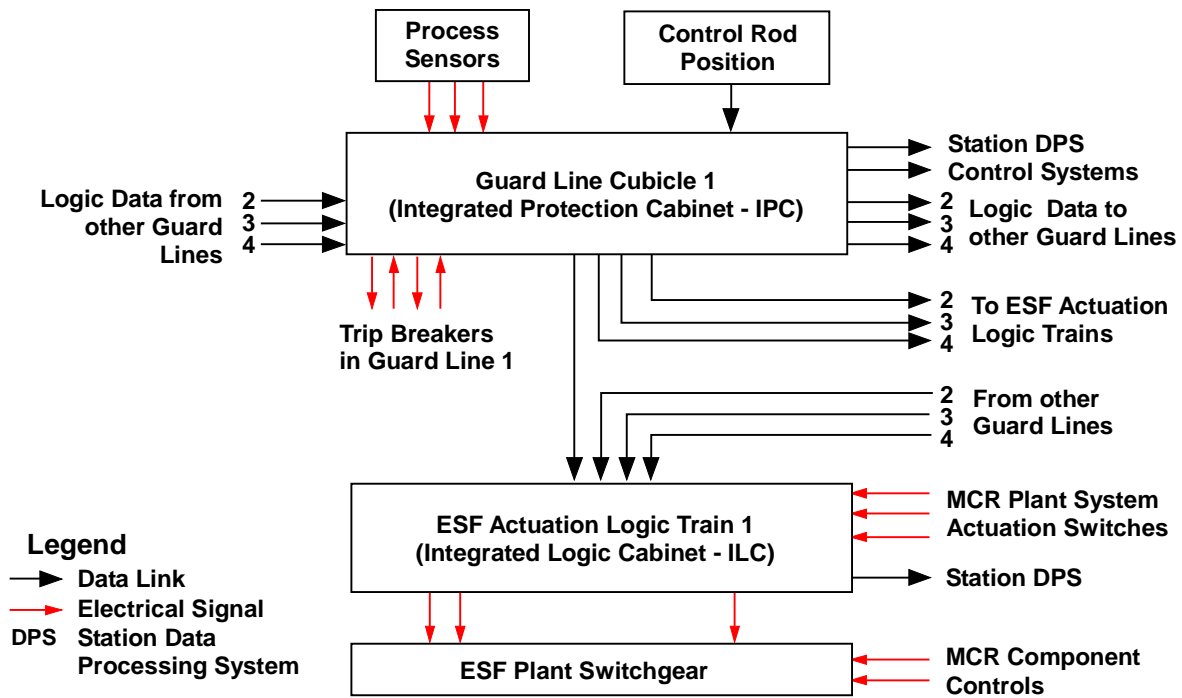 Process
Sensors
Control Rod
Position
Guard Line Cubicle 1
(Integrated Protection Cabinet - IPC)
Station DPS
Control Systems
Logic Data from
other Guard
Lines
2
3
4
2
3
4
Logic Data to
other Guard Lines
Trip Breakers
in Guard Line 1
2
3
4
To ESF Actuation
Logic Trains
2
3
4
From other
Guard Lines
ESF Actuation Logic Train 1
(Integrated Logic Cabinet - ILC)
MCR Plant System
Actuation Switches
Station DPS
Legend
Data Link
Electrical Signal
DPS Station Data
Processing System
ESF Plant Switchgear
MCR Component
Controls